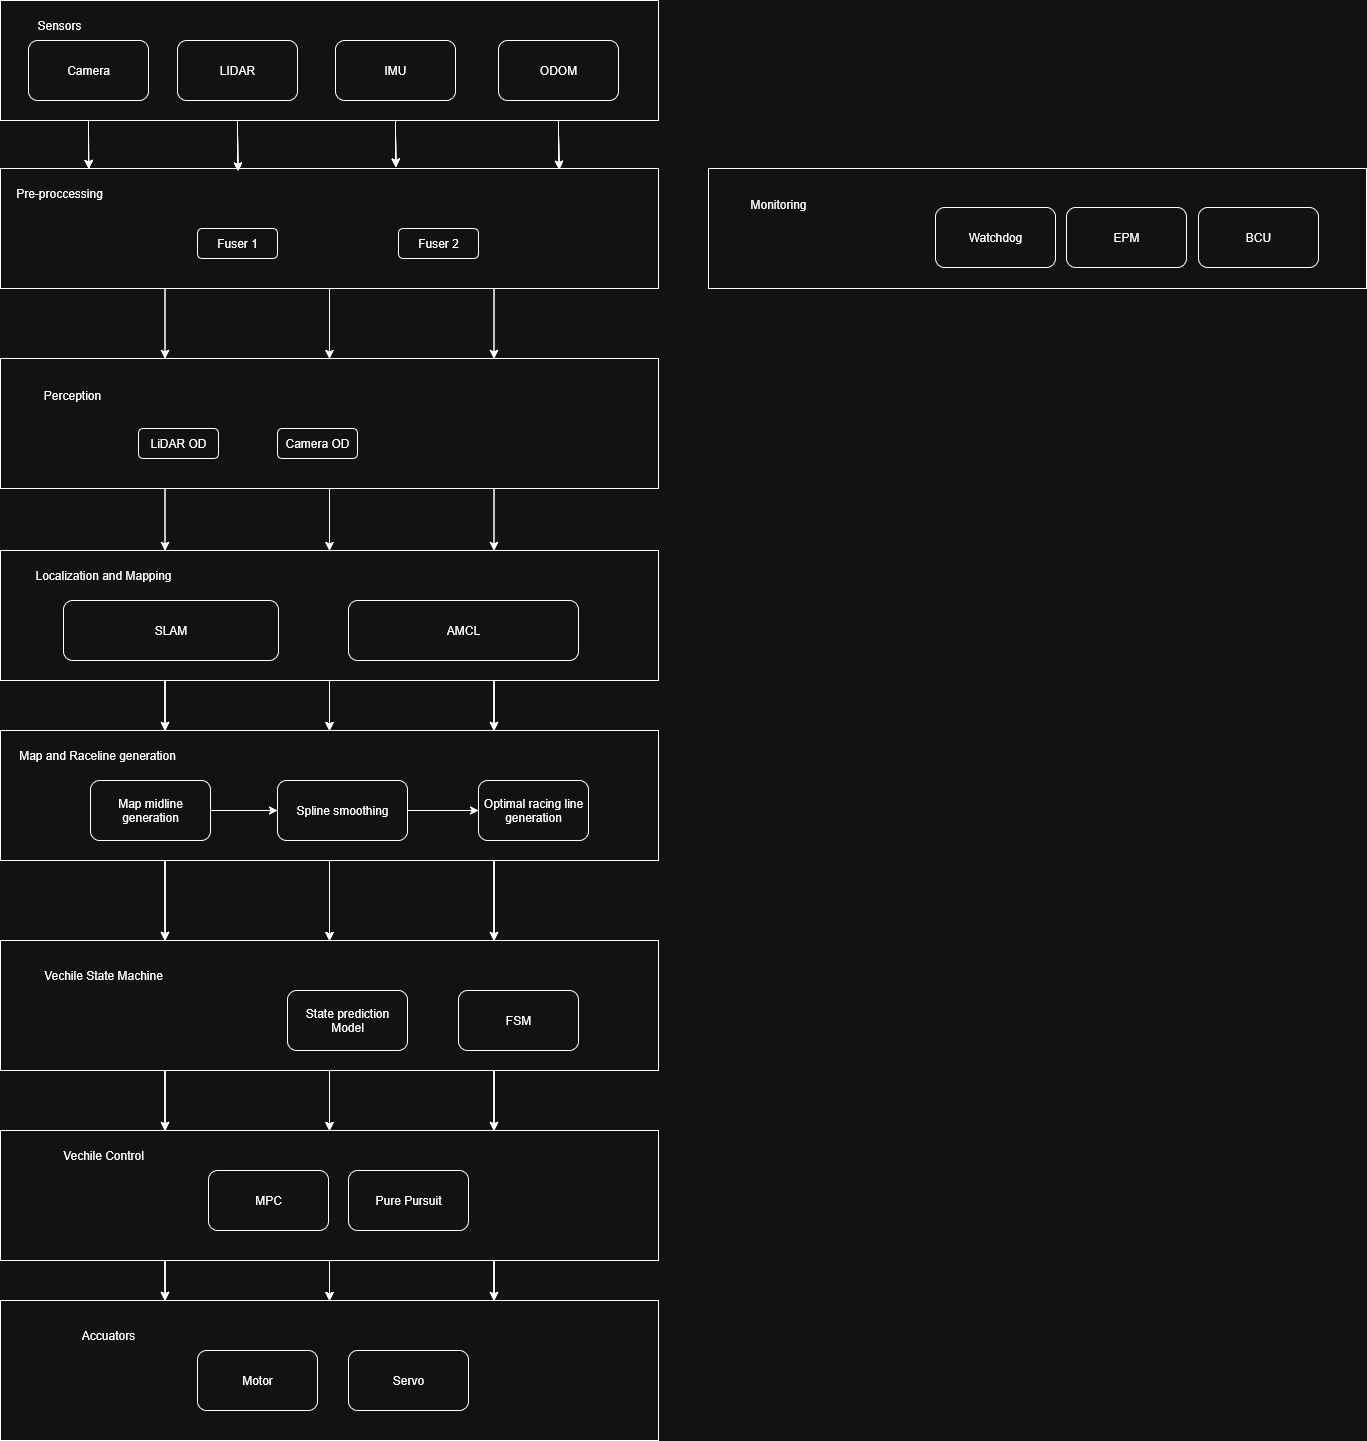 Sensors
Camera
LIDAR
IMU
ODOM
Pre-proccessing
Fuser 1
Fuser 2
Monitoring
Watchdog
EPM
BCU
Perception
LiDAR OD
Camera OD
Localization and Mapping
SLAM
AMCL
Map and Raceline generation
Map midline
generation
Spline smoothing
Optimal racing line
generation
Vechile State Machine
State prediction
Model
FSM
Vechile Control
MPC
Pure Pursuit
Accuators
Motor
Servo